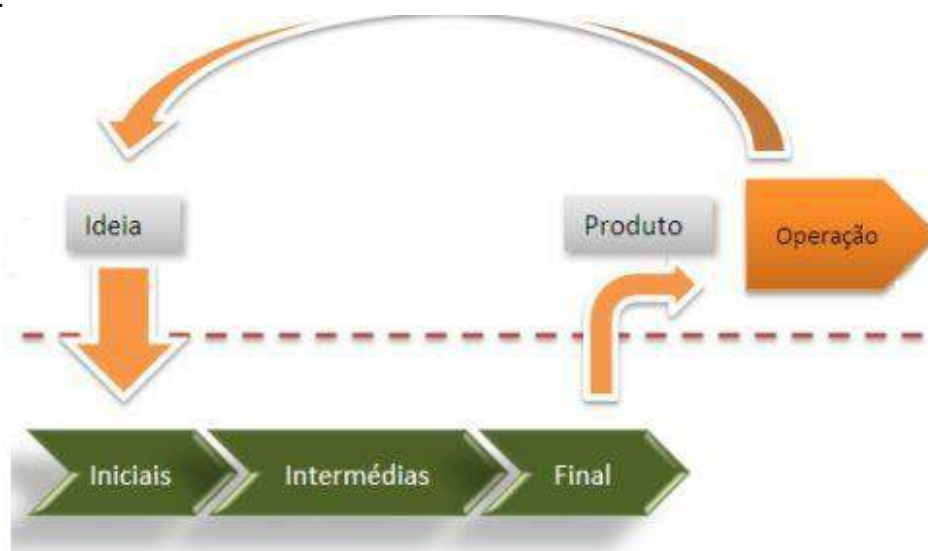 Ideia
Produto
Operação
Iniciais
Intermédias
Final